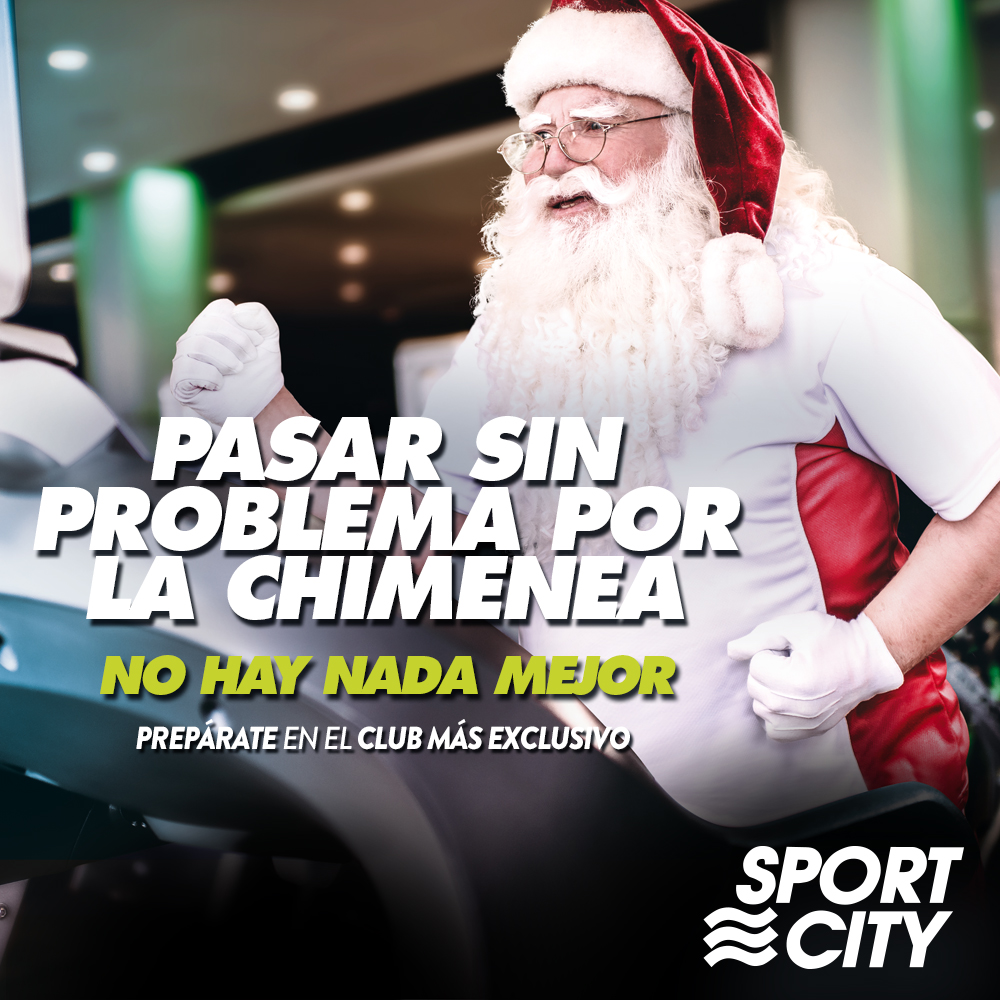 PASAR SIN
PROBLEMA POR
LA CHIMENEA
NO HAY NADA MEJOR
PREPÁRATE EN EL CLUB MÁS EXCLUSIVO
SPORT
CITY